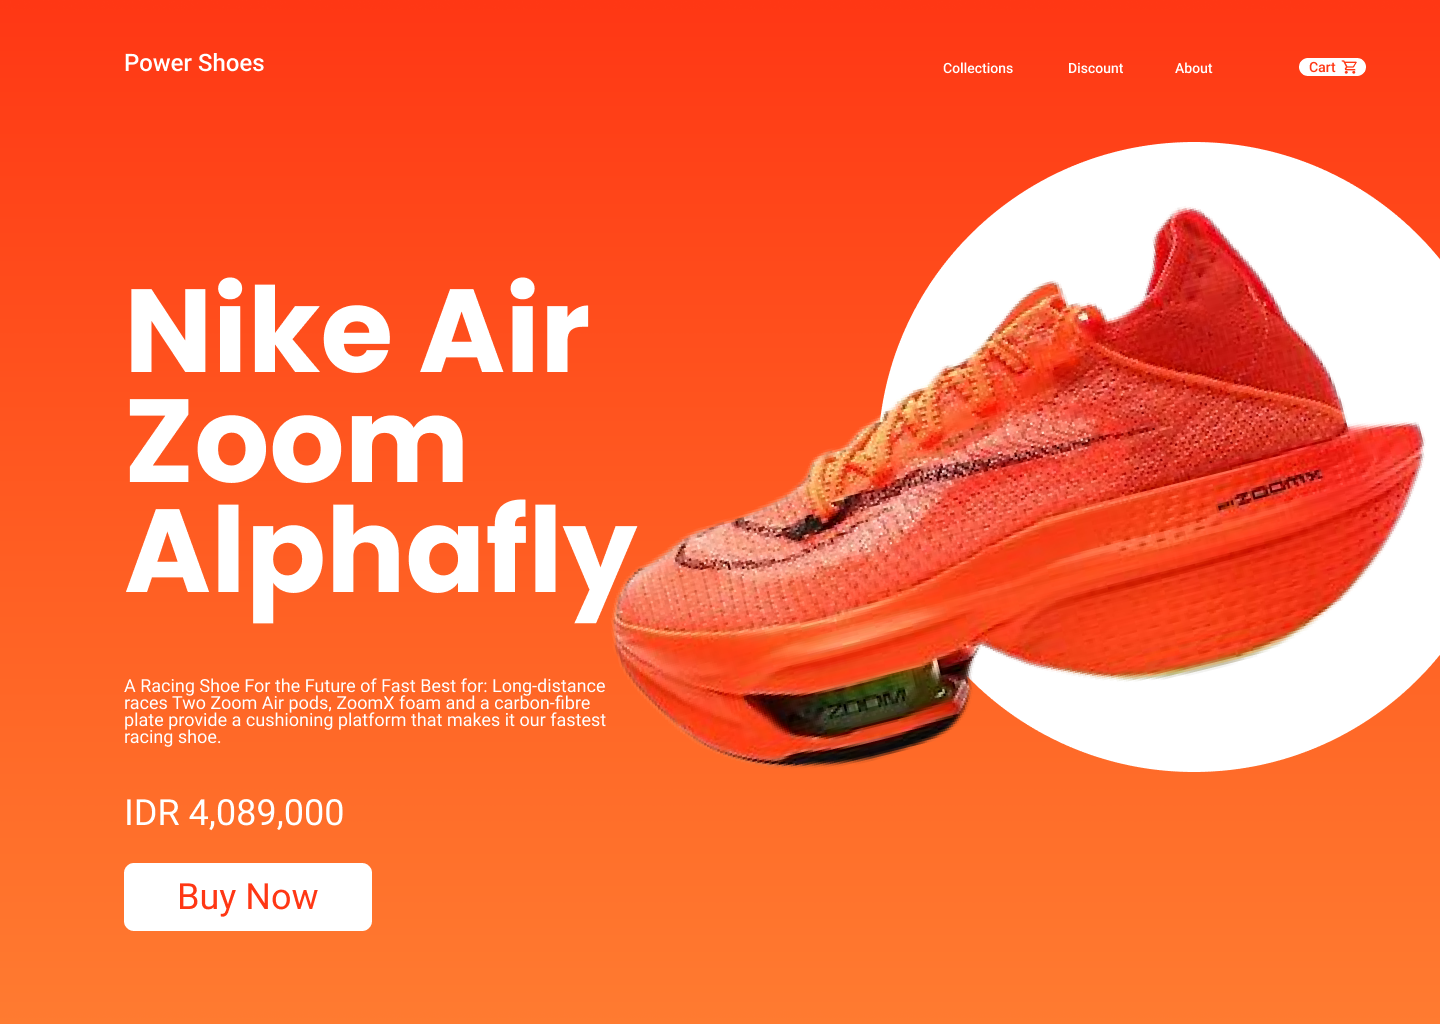 Power Shoes
Collections
Discount
About
Cart
Nike Air
Zoom
Alphafly
A Racing Shoe For the Future of Fast Best for: Long-distance
races Two Zoom Air pods, ZoomX foam and a carbon-fibre
plate provide a cushioning platform that makes it our fastest
racing shoe.
IDR 4,089,000
Buy Now
ZOOMX
ZOOM